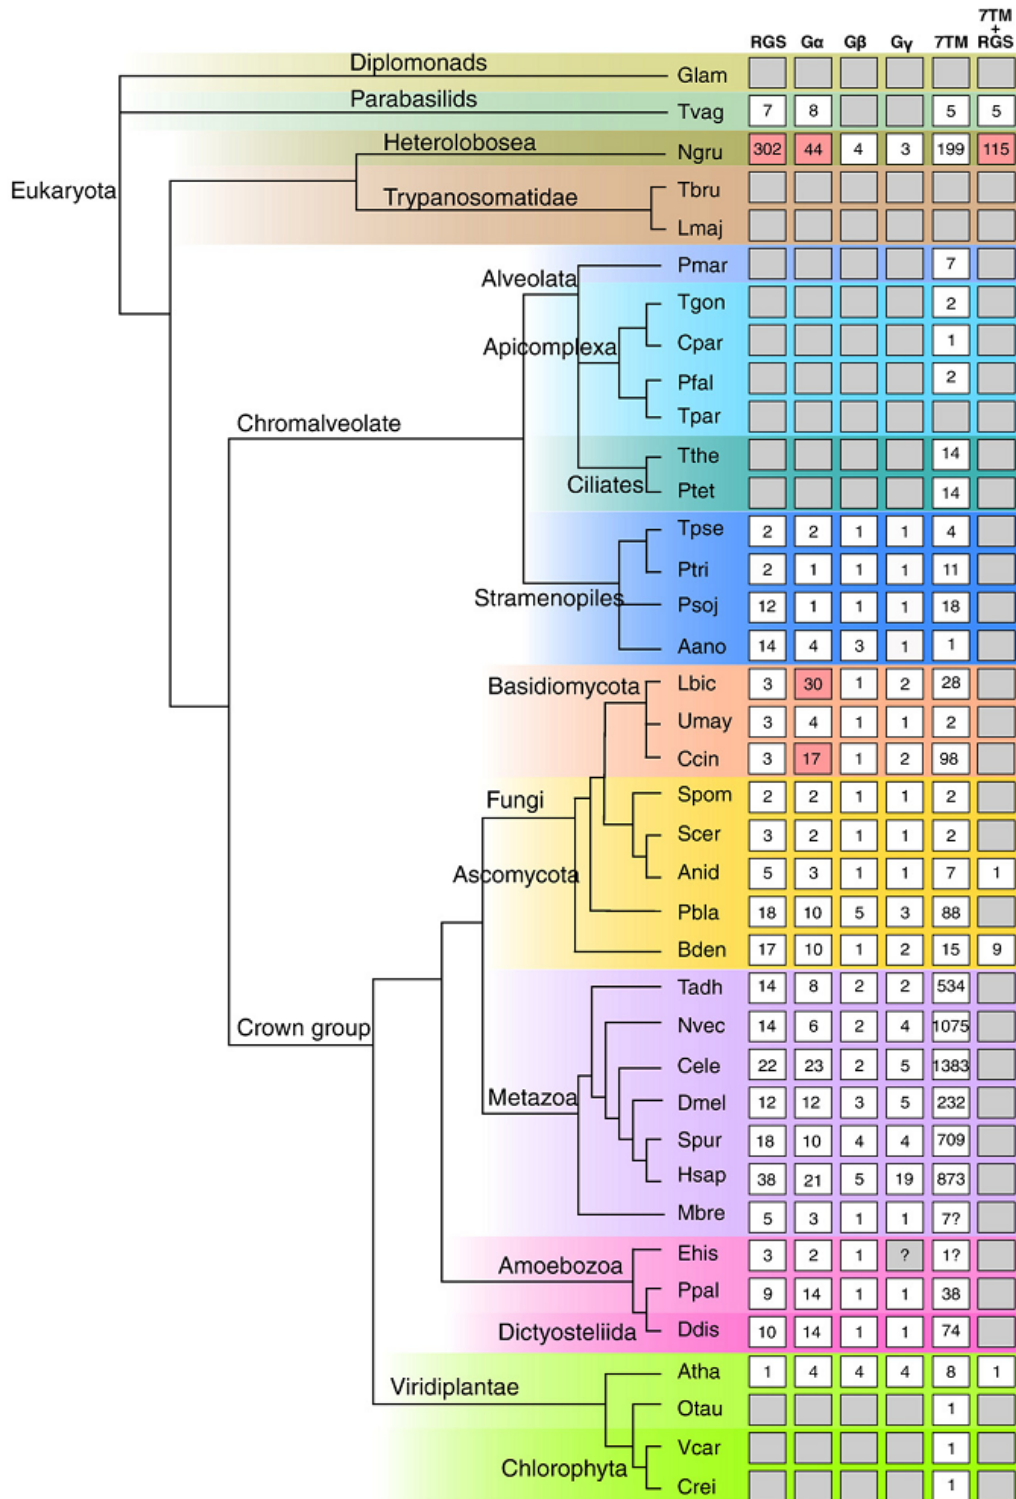 7TM
+
RGS Gα Gβ Gγ 7TM RGS
Diplomonads
Glam
Parabasilids
Tvag 7 8 5 5
Heterolobosea
Ngru 302 44 4 3 199 115
Eukaryota
Trypanosomatidae
Tbru
Lmaj
Alveolata
Pmar 7
Tgon 2
Apicomplexa
Cpar 1
Pfal 2
Tpar
Chromalveolate
Tthe 14
Ciliates
Ptet 14
Tpse 2 2 1 1 4
Ptri 2 1 1 1 11
Stramenopiles
Psoj 12 1 1 1 18
Aano 14 4 3 1 1
Basidiomycota
Lbic 3 30 1 2 28
Umay 3 4 1 1 2
Ccin 3 17 1 2 98
Fungi
Spom 2 2 1 1 2
Scer 3 2 1 1 2
Ascomycota
Anid 5 3 1 1 7 1
Pbla 18 10 5 3 88
Bden 17 10 1 2 15 9
Tadh 14 8 2 2 534
Crown group
Nvec 14 6 2 4 1075
Cele 22 23 2 5 1383
Metazoa
Dmel 12 12 3 5 232
Spur 18 10 4 4 709
Hsap 38 21 5 19 873
Mbre 5 3 1 1 7?
Amoebozoa
Ehis 3 2 1 ? 1?
Ppal 9 14 1 1 38
Dictyosteliida
Ddis 10 14 1 1 74
Viridiplantae
Atha 1 4 4 4 8 1
Otau 1
Vcar 1
Chlorophyta
Crei 1